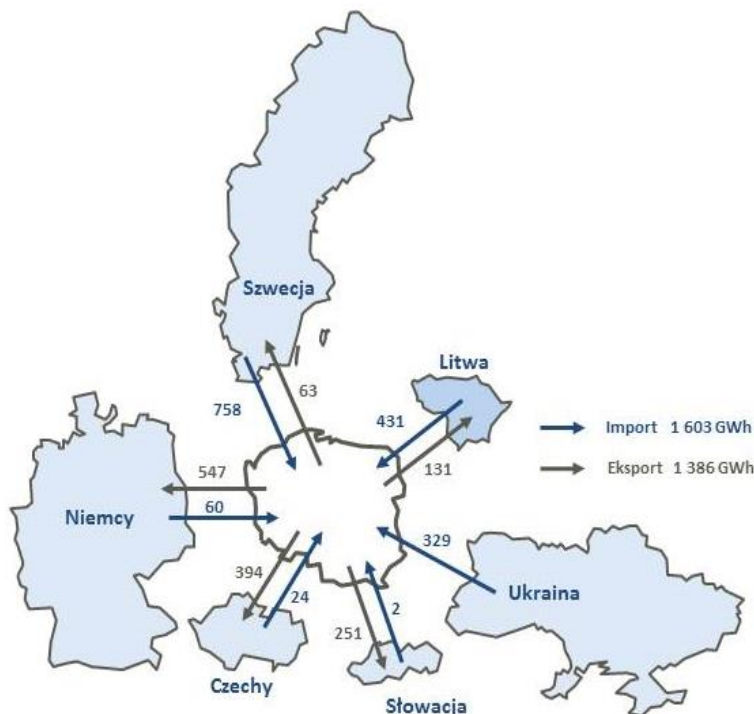 Szwecja
Litwa
758
63
431
131
Import 1 603 GWh
Eksport 1 386 GWh
547
Niemcy
60
329
Ukraina
394
24
251
2
Czechy
Słowacja